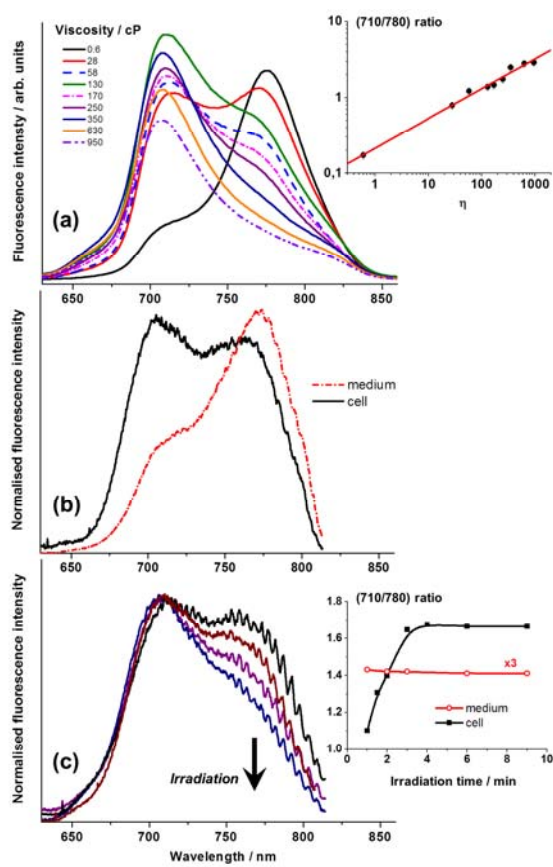 Fluorescence intensty / arb. units
Viscosity / cP
0.6
28
58
130
170
250
350
630
950
(a)
650 700 750 800 850
(710/780) ratio
10
1
0,1
1 10 100 1000
η
Normalised fluorescence intensity
(b)
medium
cell
650 700 750 800 850
Normalised fluorescence intensity
(c)
Irradiation
650 700 750 800 850
Wavelength / nm
(710/780) ratio
1.8
1.6
1.4
1.2
1.0
x3
medium
cell
0 2 4 6 8 10
Irradiation time / min